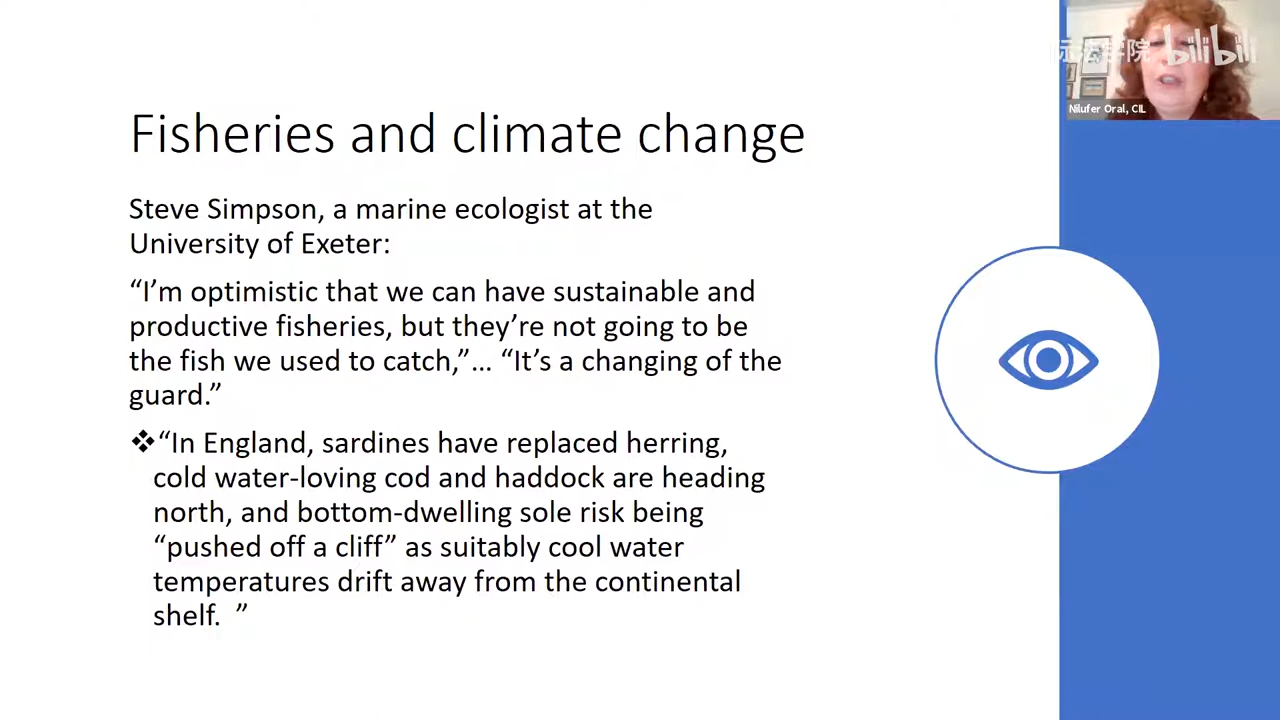 法学院 bilibili
Nilufer Oral, CIL
Fisheries and climate change
Steve Simpson, a marine ecologist at the
University of Exeter:
“I’m optimistic that we can have sustainable and
productive fisheries, but they’re not going to be
the fish we used to catch,”... “It’s a changing of the
guard.”
❖“In England, sardines have replaced herring,
cold water-loving cod and haddock are heading
north, and bottom-dwelling sole risk being
“pushed off a cliff” as suitably cool water
temperatures drift away from the continental
shelf.  ”